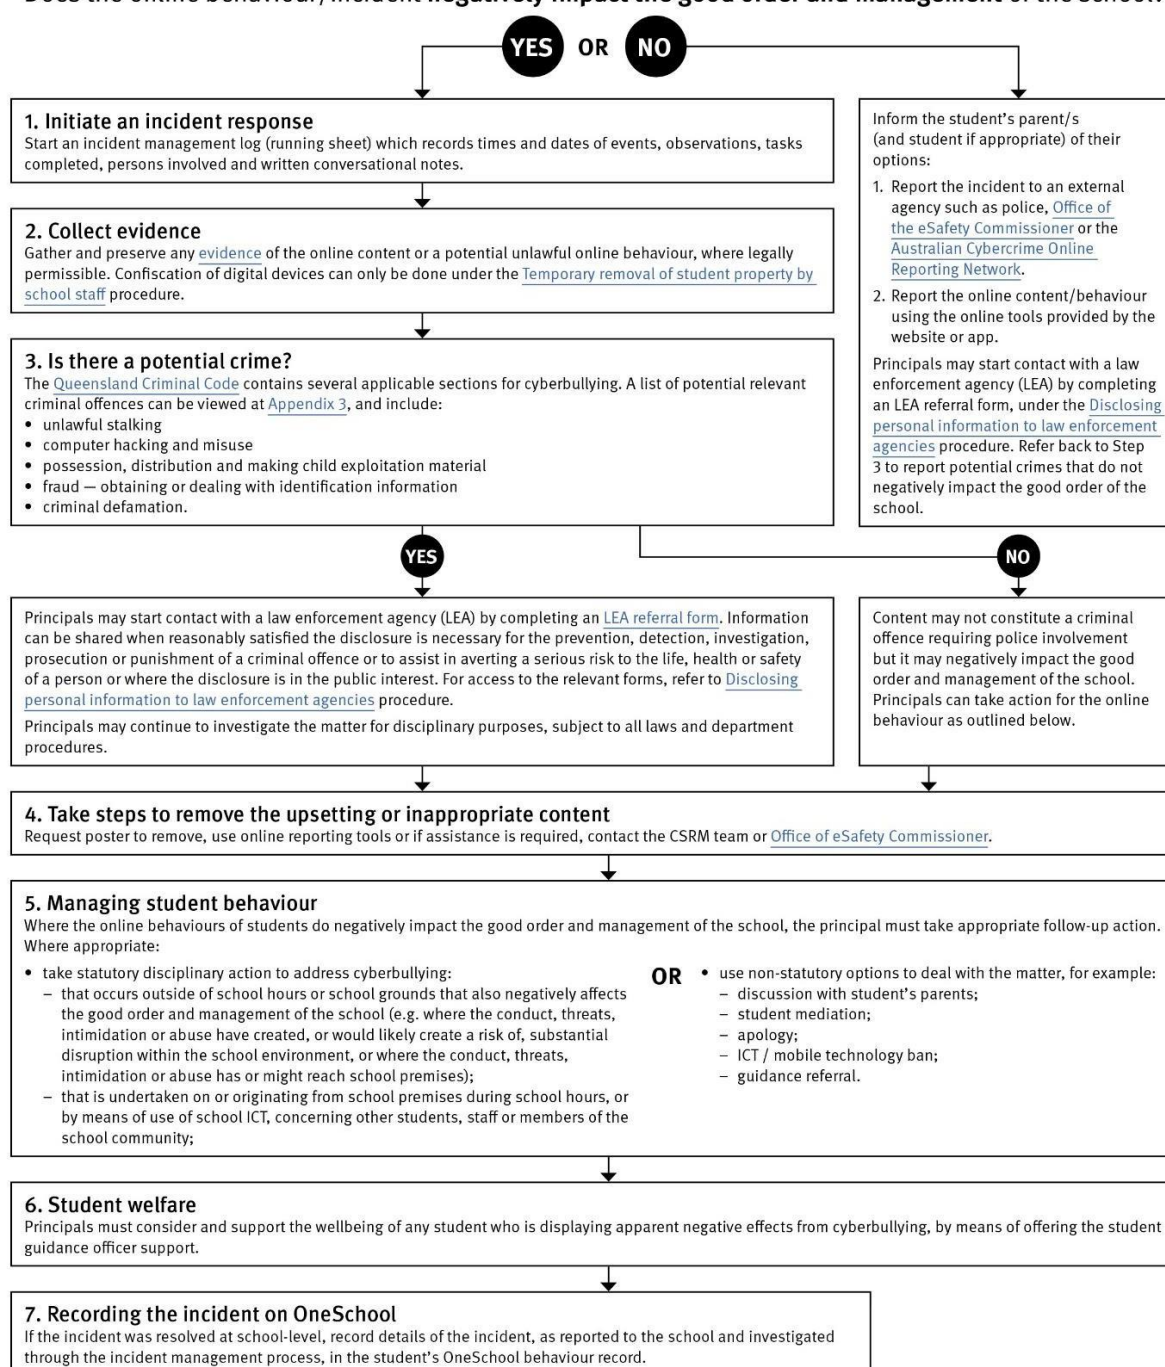 Does the online behaviour/incident negatively impact the good order and management of the school?
YES OR NO
1. Initiate an incident response
Start an incident management log (running sheet) which records times and dates of events, observations, tasks
completed, persons involved and written conversational notes.
2. Collect evidence
Gather and preserve any evidence of the online content or a potential unlawful online behaviour, where legally
permissible. Confiscation of digital devices can only be done under the Temporary removal of student property by
school staff procedure.
3. Is there a potential crime?
The Queensland Criminal Code contains several applicable sections for cyberbullying. A list of potential relevant
criminal offences can be viewed at Appendix 3, and include:
• unlawful stalking
• computer hacking and misuse
• possession, distribution and making child exploitation material
• fraud — obtaining or dealing with identification information
• criminal defamation.
Inform the student's parent/s
(and student if appropriate) of their
options:
1. Report the incident to an external
agency such as police, Office of
the eSafety Commissioner or the
Australian Cybercrime Online
Reporting Network.
2. Report the online content/behaviour
using the online tools provided by the
website or app.
Principals may start contact with a law
enforcement agency (LEA) by completing
an LEA referral form, under the Disclosing
personal information to law enforcement
agencies procedure. Refer back to Step
3 to report potential crimes that do not
negatively impact the good order of the
school.
YES
NO
Principals may start contact with a law enforcement agency (LEA) by completing an LEA referral form. Information
can be shared when reasonably satisfied the disclosure is necessary for the prevention, detection, investigation,
prosecution or punishment of a criminal offence or to assist in averting a serious risk to the life, health or safety
of a person or where the disclosure is in the public interest. For access to the relevant forms, refer to Disclosing
personal information to law enforcement agencies procedure.
Principals may continue to investigate the matter for disciplinary purposes, subject to all laws and department
procedures.
Content may not constitute a criminal
offence requiring police involvement
but it may negatively impact the good
order and management of the school.
Principals can take action for the online
behaviour as outlined below.
4. Take steps to remove the upsetting or inappropriate content
Request poster to remove, use online reporting tools or if assistance is required, contact the CSRM team or Office of eSafety Commissioner.
5. Managing student behaviour
Where the online behaviours of students do negatively impact the good order and management of the school, the principal must take appropriate follow-up action.
Where appropriate:
• take statutory disciplinary action to address cyberbullying:
– that occurs outside of school hours or school grounds that also negatively affects
the good order and management of the school (e.g. where the conduct, threats,
intimidation or abuse have created, or would likely create a risk of, substantial
disruption within the school environment, or where the conduct, threats,
intimidation or abuse has or might reach school premises);
– that is undertaken on or originating from school premises during school hours, or
by means of use of school ICT, concerning other students, staff or members of the
school community;
OR
• use non-statutory options to deal with the matter, for example:
– discussion with student's parents;
– student mediation;
– apology;
– ICT / mobile technology ban;
– guidance referral.
6. Student welfare
Principals must consider and support the wellbeing of any student who is displaying apparent negative effects from cyberbullying, by means of offering the student
guidance officer support.
7. Recording the incident on OneSchool
If the incident was resolved at school-level, record details of the incident, as reported to the school and investigated
through the incident management process, in the student's OneSchool behaviour record.